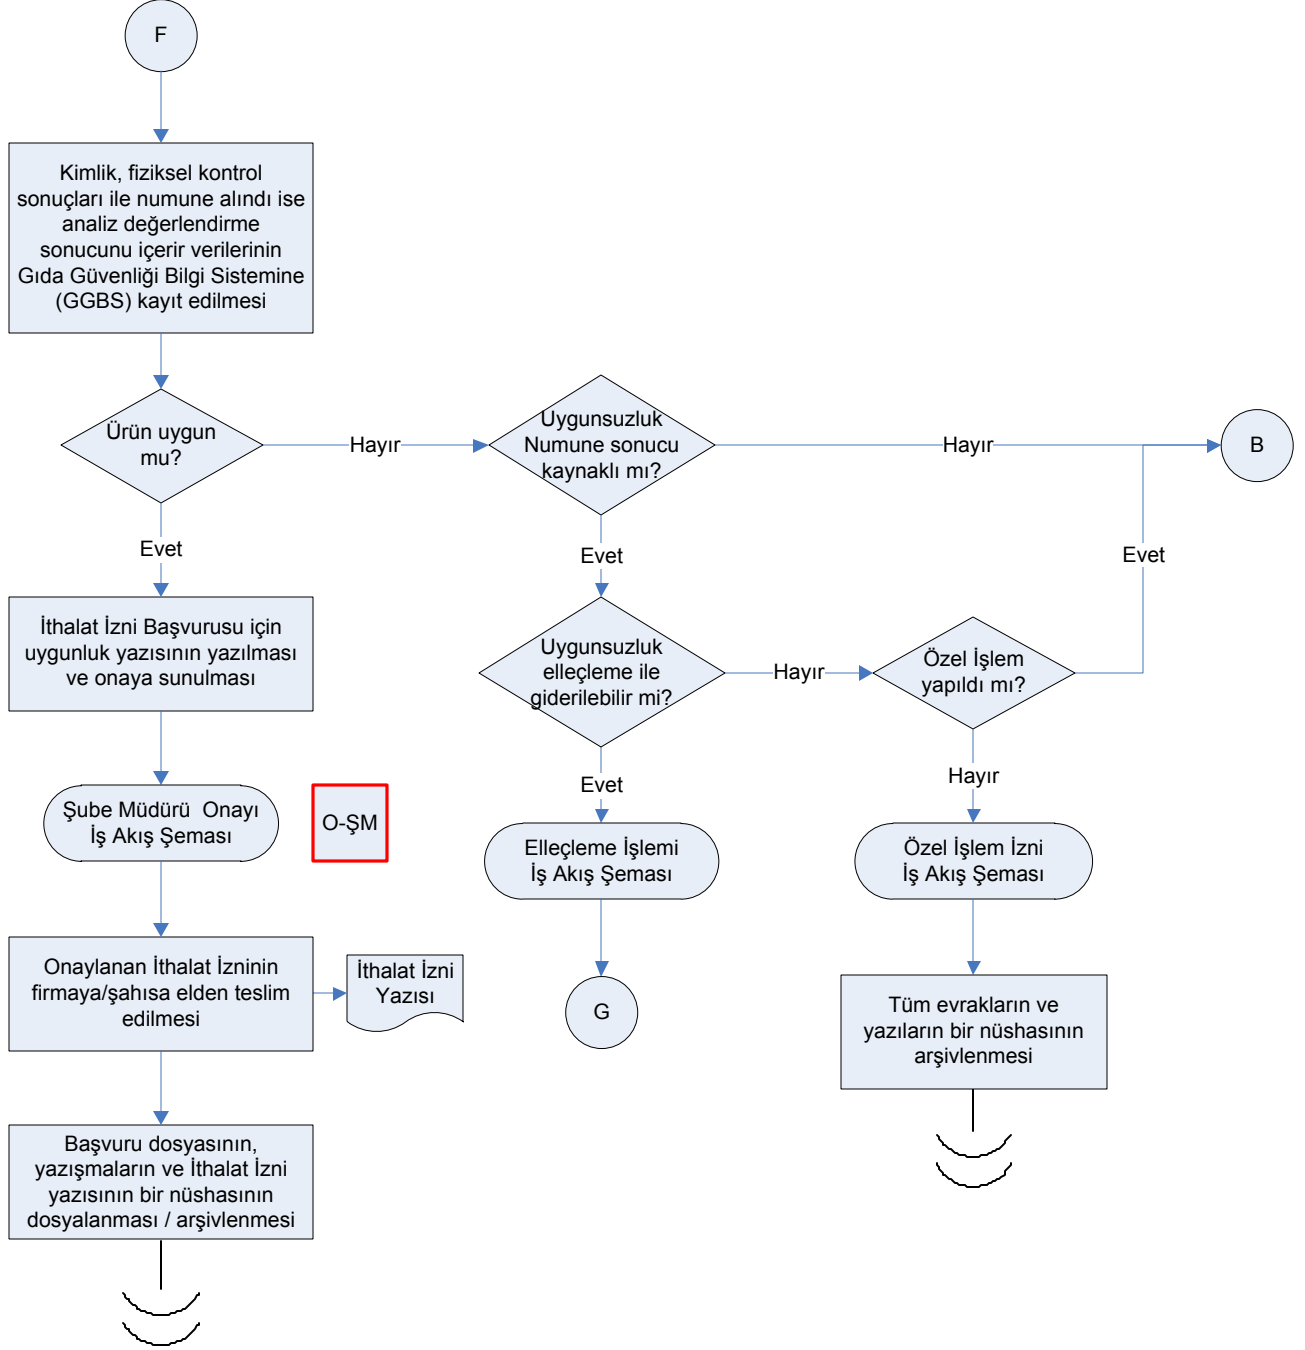 F
Kimlik, fiziksel kontrol
sonuçları ile numune alındı ise
analiz değerlendirme
sonucunu içerir verilerinin
Gıda Güvenliği Bilgi Sistemine
(GGBS) kayıt edilmesi
Ürün uygun
mu?
Hayır
Uygunsuzluk
Numune sonucu
kaynaklı mı?
Hayır
B
Evet
Evet
Evet
İthalat İzni Başvurusu için
uygunluk yazısının yazılması
ve onaya sunulması
Uygunsuzluk
elleçleme ile
giderilebilir mi?
Hayır
Özel İşlem
yapıldı mı?
Evet
Hayır
Şube Müdürü  Onayı
İş Akış Şeması
O-ŞM
Elleçleme İşlemi
İş Akış Şeması
Özel İşlem İzni
İş Akış Şeması
Onaylanan İthalat İzninin
firmaya/şahısa elden teslim
edilmesi
İthalat İzni
Yazısı
G
Tüm evrakların ve
yazıların bir nüshasının
arşivlenmesi
Başvuru dosyasının,
yazışmaların ve İthalat İzni
yazısının bir nüshasının
dosyalanması / arşivlenmesi